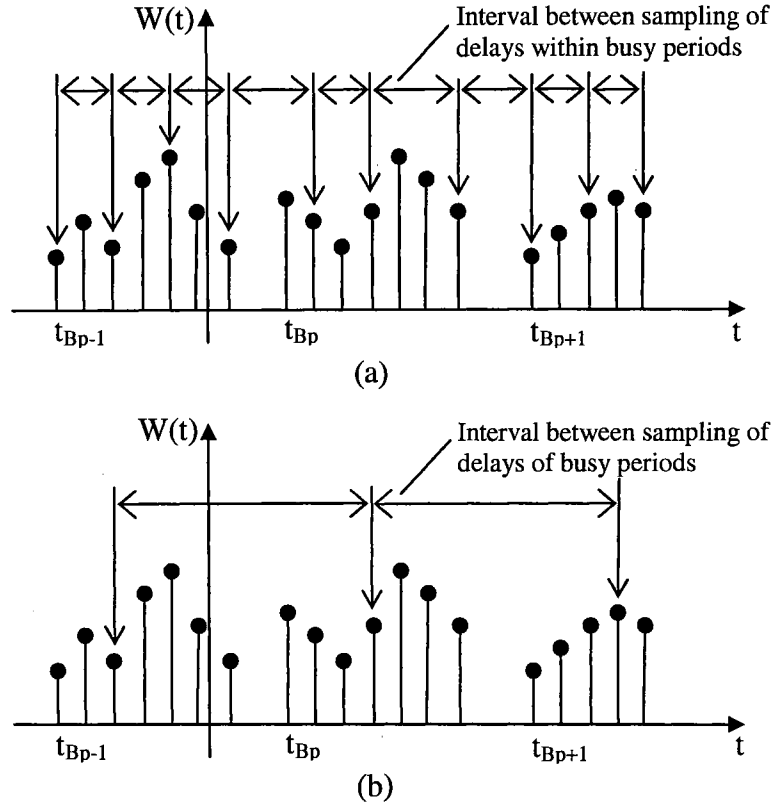 W(t)
Interval between sampling of
delays within busy periods
t_Bp-1
t_Bp
t_Bp+1
t
(a)
W(t)
Interval between sampling of
delays of busy periods
t_Bp-1
t_Bp
t_Bp+1
t
(b)